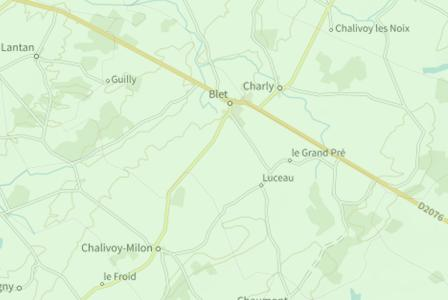 Chalivoy les Noix
Lantan
Guilly
Blet
Charly
le Grand Pré
Luceau
D2076
Chalivoy-Milon
le Froid